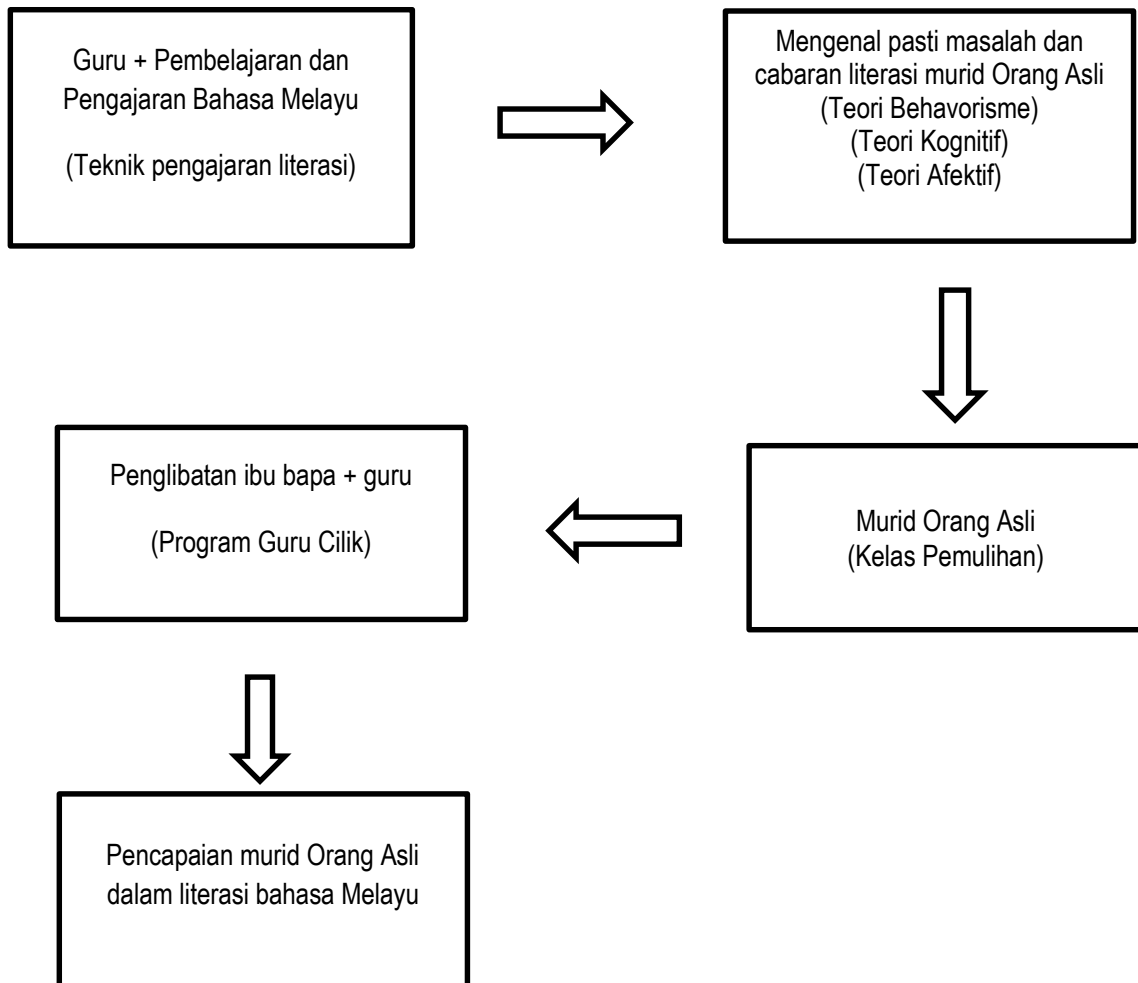 Guru + Pembelajaran dan
Pengajaran Bahasa Melayu
(Teknik pengajaran literasi)
Mengenal pasti masalah dan
cabaran literasi murid Orang Asli
(Teori Behavorisme)
(Teori Kognitif)
(Teori Afektif)
Murid Orang Asli
(Kelas Pemulihan)
Penglibatan ibu bapa + guru
(Program Guru Cilik)
Pencapaian murid Orang Asli
dalam literasi bahasa Melayu